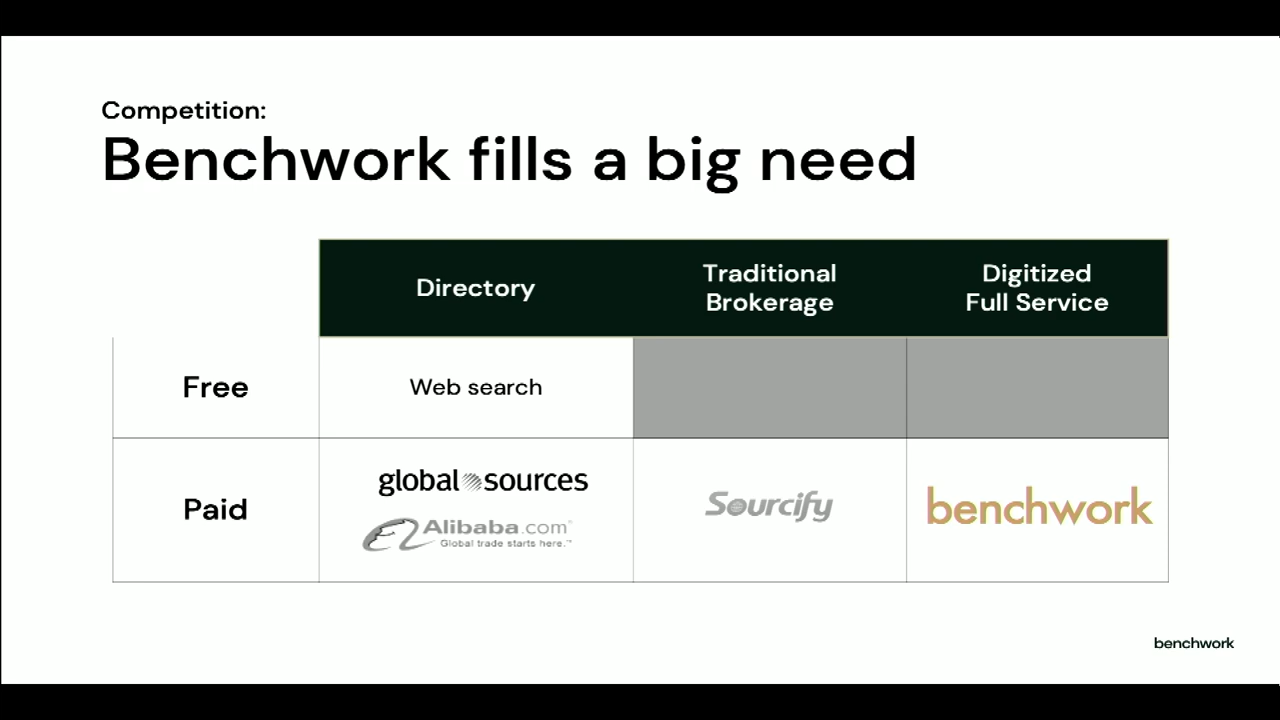 Competition:
Benchwork fills a big need
Directory
Traditional
Brokerage
Digitized
Full Service
Free
Web search
Paid
global sources
Alibaba.com
Global trade starts here.™
Sourcify
benchwork
benchwork